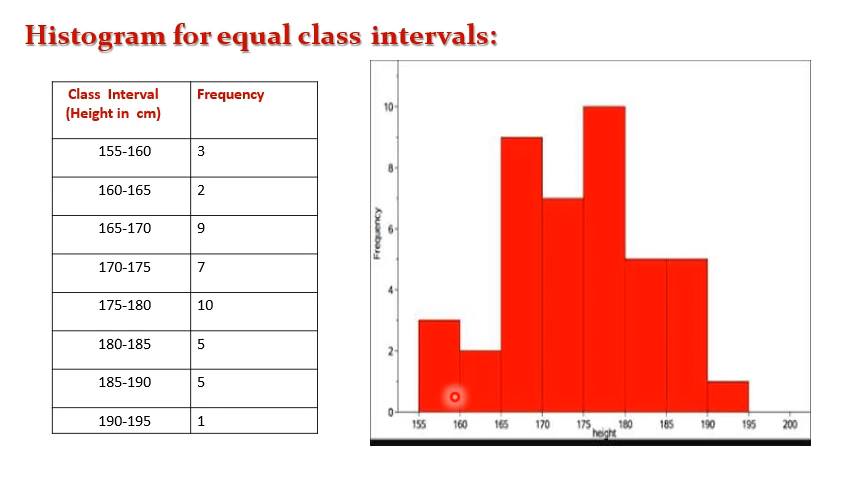 Histogram for equal class intervals:
Class Interval Frequency
(Height in cm)
155-160 3
160-165 2
165-170 9
170-175 7
175-180 10
180-185 5
185-190 5
190-195 1
10
8
6
4
2
0
Frequency
155 160 165 170 175 180 185 190 195 200
height